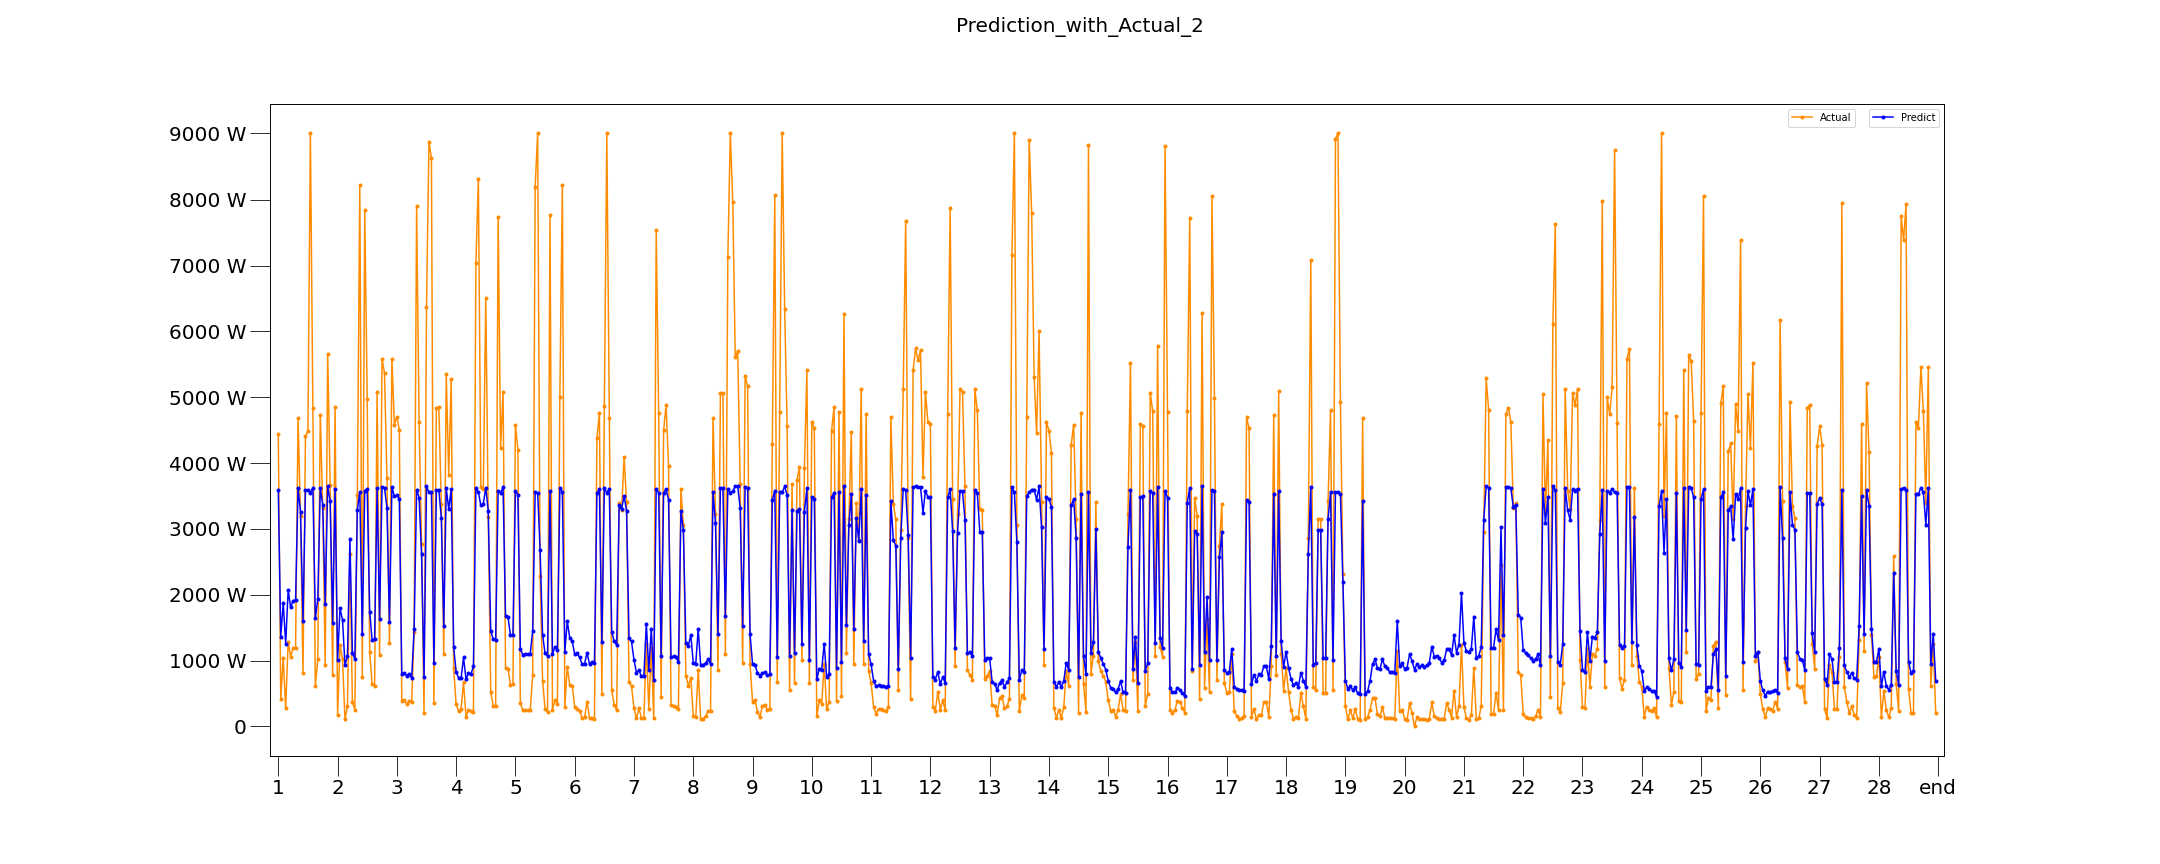 Prediction_with_Actual_2
Actual Predict
9000 W
8000 W
7000 W
6000 W
5000 W
4000 W
3000 W
2000 W
1000 W
0
1 2 3 4 5 6 7 8 9 10 11 12 13 14 15 16 17 18 19 20 21 22 23 24 25 26 27 28 end